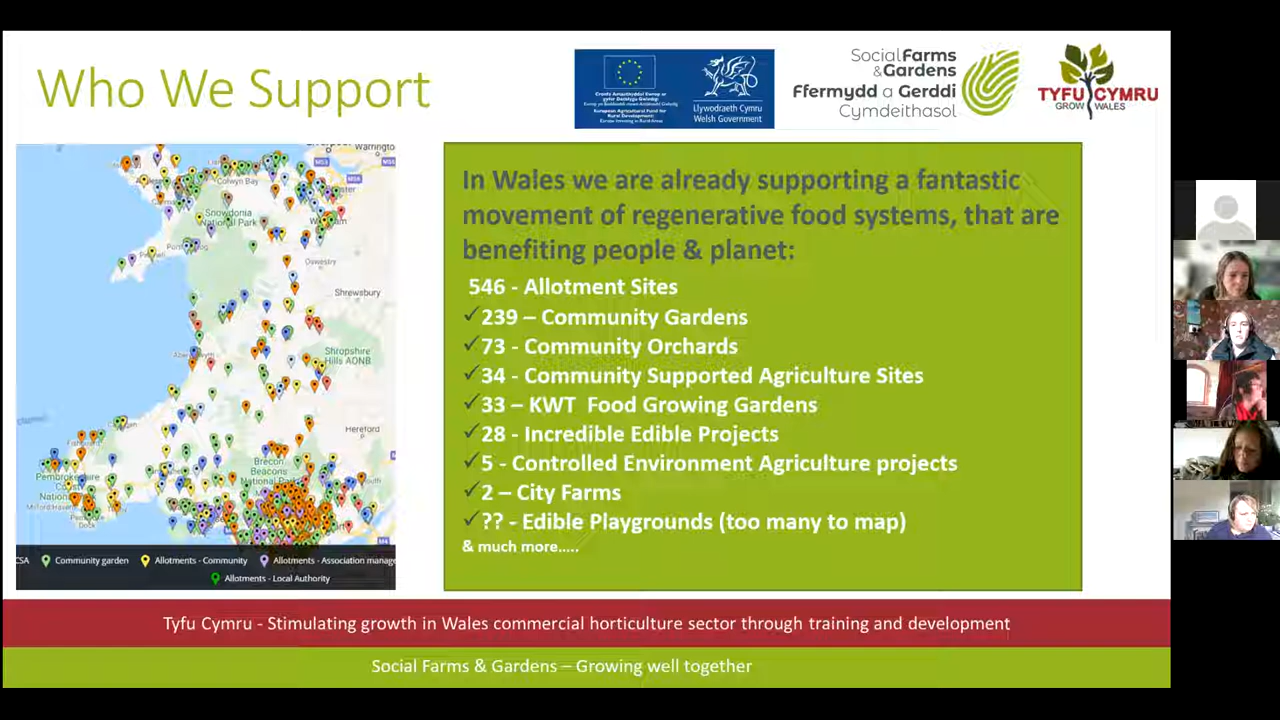 Who We Support
Llywodraeth Cymru
Welsh Government
Social Farms
& Gardens
Ffermydd a Gerddi
Cymdeithasol
TYFU CYMRU
GROW WALES
In Wales we are already supporting a fantastic
movement of regenerative food systems, that are
benefiting people & planet:
546 - Allotment Sites
✓239 – Community Gardens
✓73 - Community Orchards
✓34 - Community Supported Agriculture Sites
✓33 – KWT Food Growing Gardens
✓28 - Incredible Edible Projects
✓5 - Controlled Environment Agriculture projects
✓2 – City Farms
✓?? - Edible Playgrounds (too many to map)
& much more.....
Warrington
Colwyn Bay
Snowdonia
National Park
Oswestry
Shrewsbury
Shropshire
Hills AONB
Hereford
Brecon
Beacons
National Park
CSA Community garden Allotments - Community Allotments - Association manage
Allotments - Local Authority
Tyfu Cymru - Stimulating growth in Wales commercial horticulture sector through training and development
Social Farms & Gardens – Growing well together